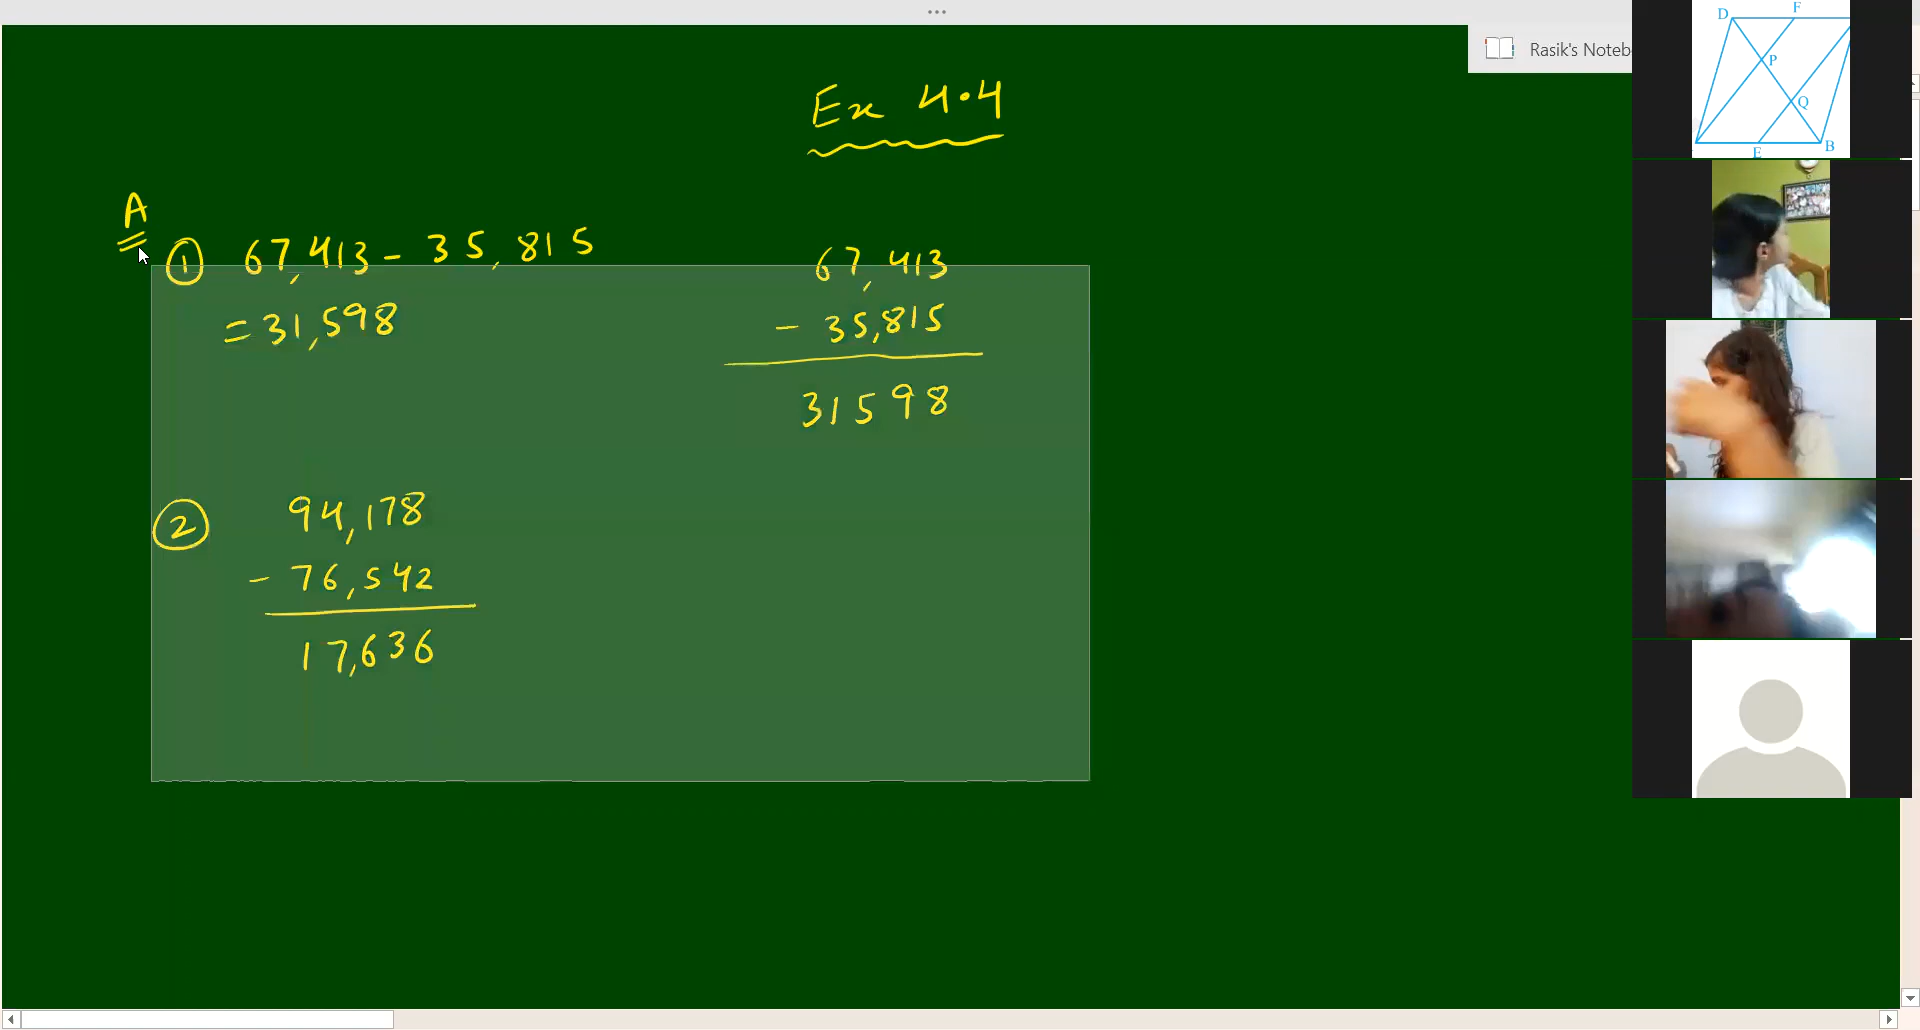 Rasik's Noteb
Ex 4.4
A
① 67,413 - 35,815
= 31,598
67,413
- 35,815
31598
② 94,178
- 76,542
17,636
D F
P
Q
E B